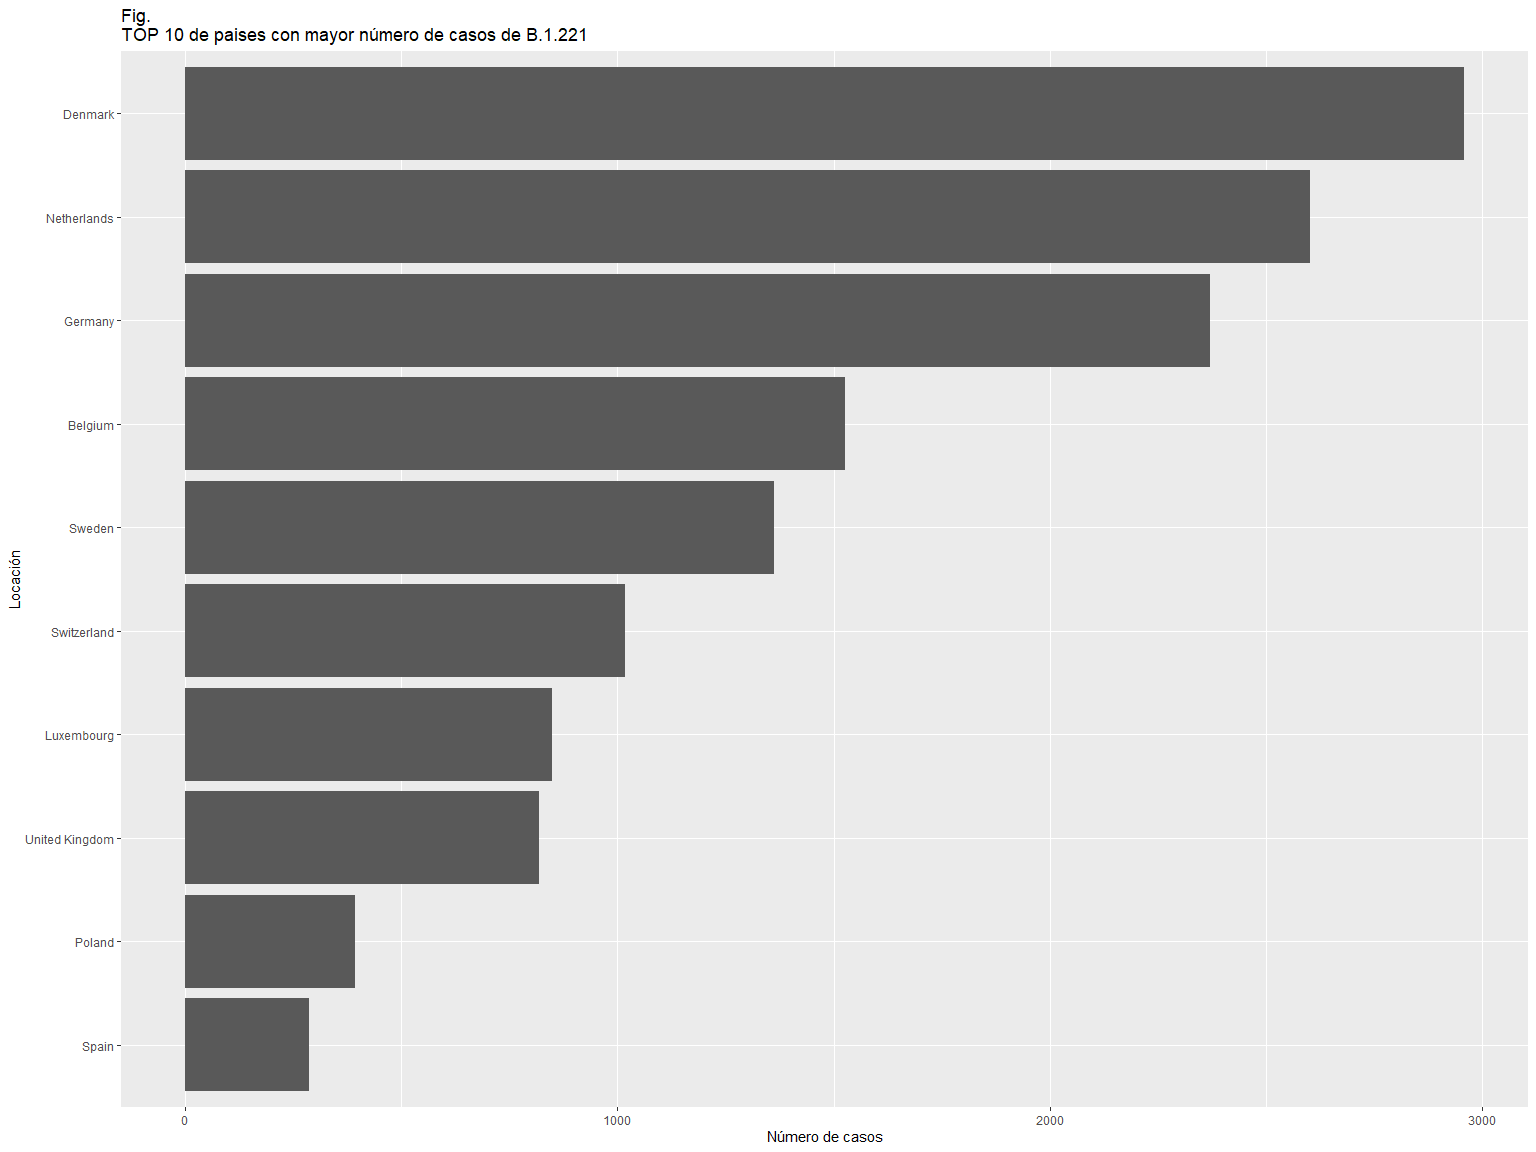 Fig.
TOP 10 de paises con mayor número de casos de B.1.221
Denmark
Netherlands
Germany
Belgium
Sweden
Switzerland
Luxembourg
United Kingdom
Poland
Spain
Locación
0 1000 2000 3000
Número de casos